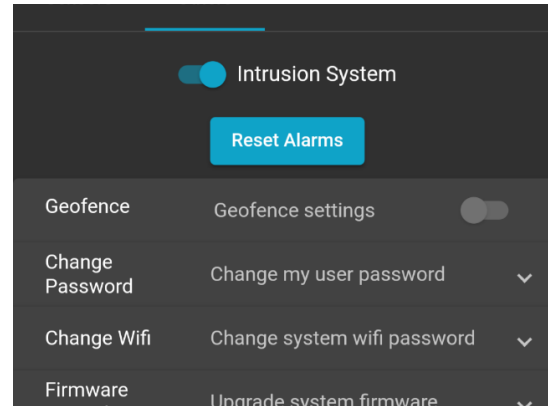 Intrusion System
Reset Alarms
Geofence Geofence settings
Change
Password
Change my user password
Change Wifi Change system wifi password
Firmware
Upgrade system firmware